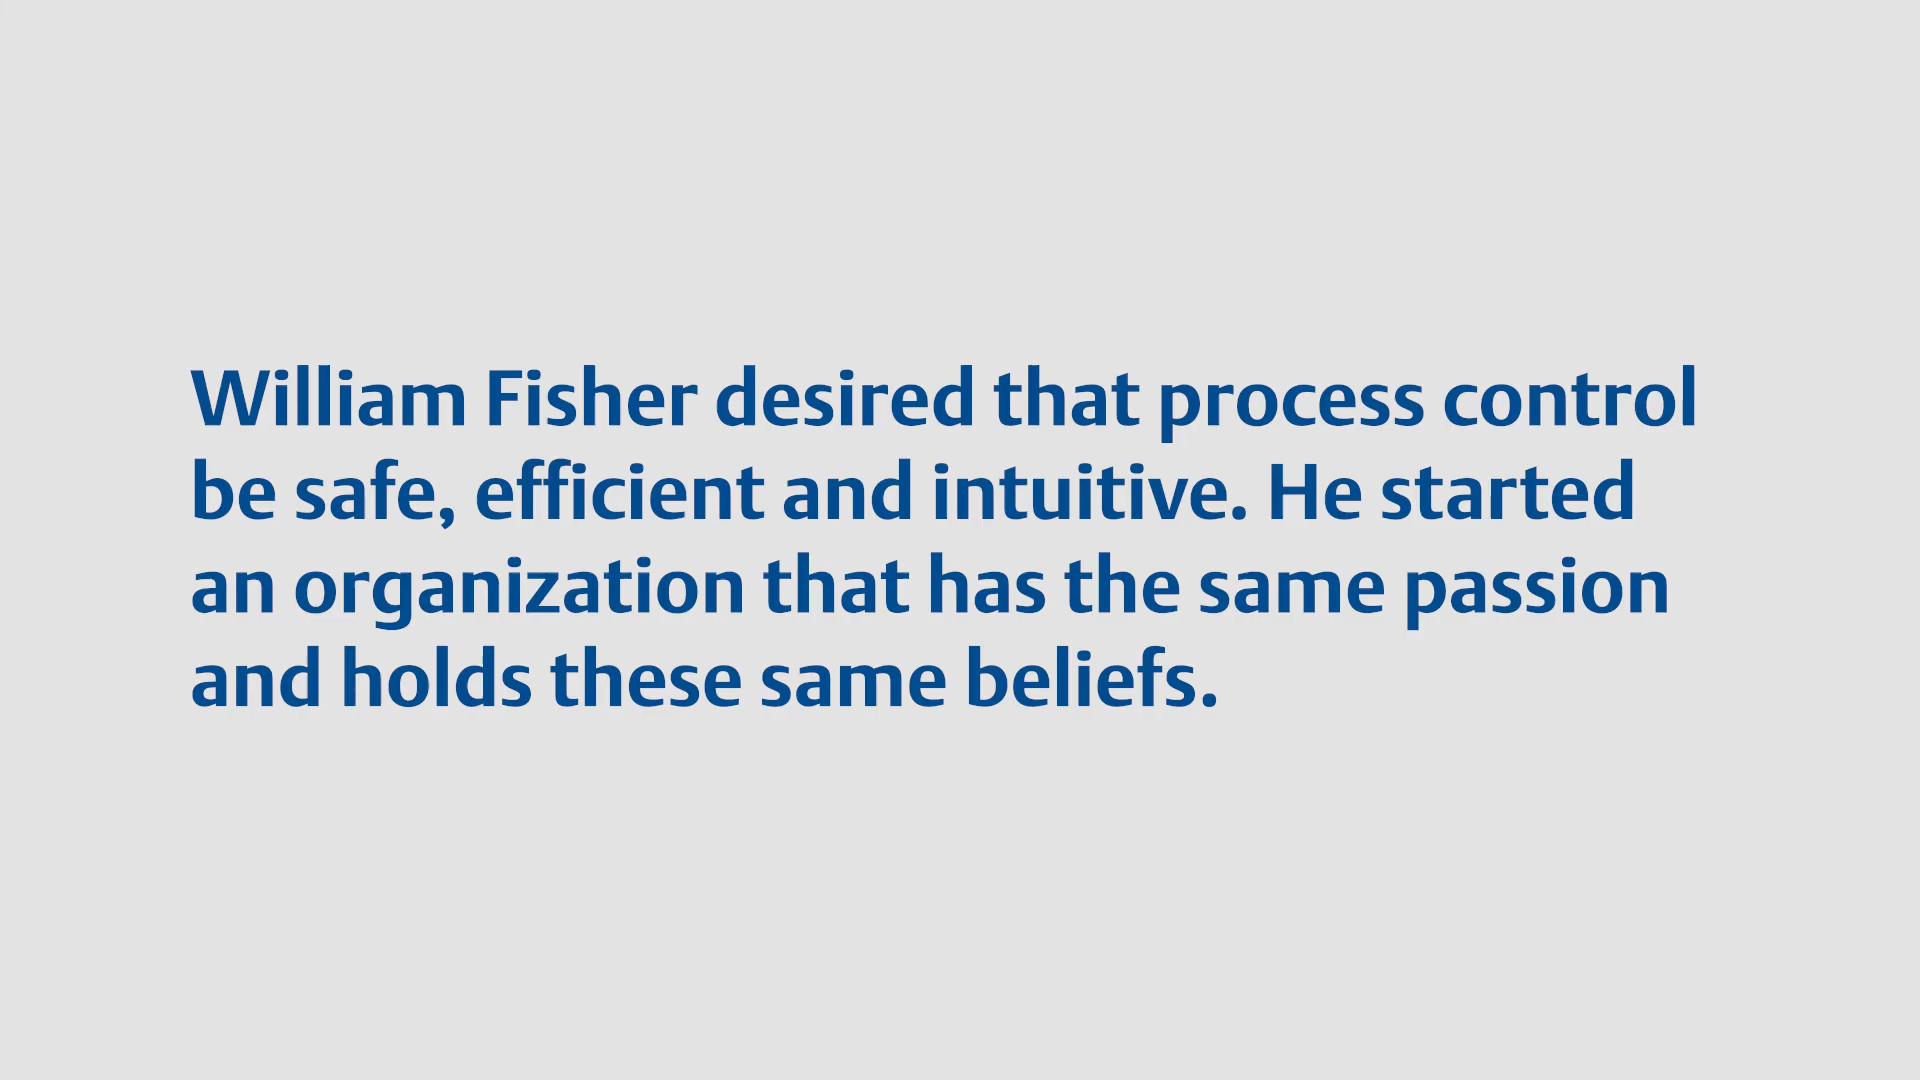 William Fisher desired that process control
be safe, efficient and intuitive. He started
an organization that has the same passion
and holds these same beliefs.